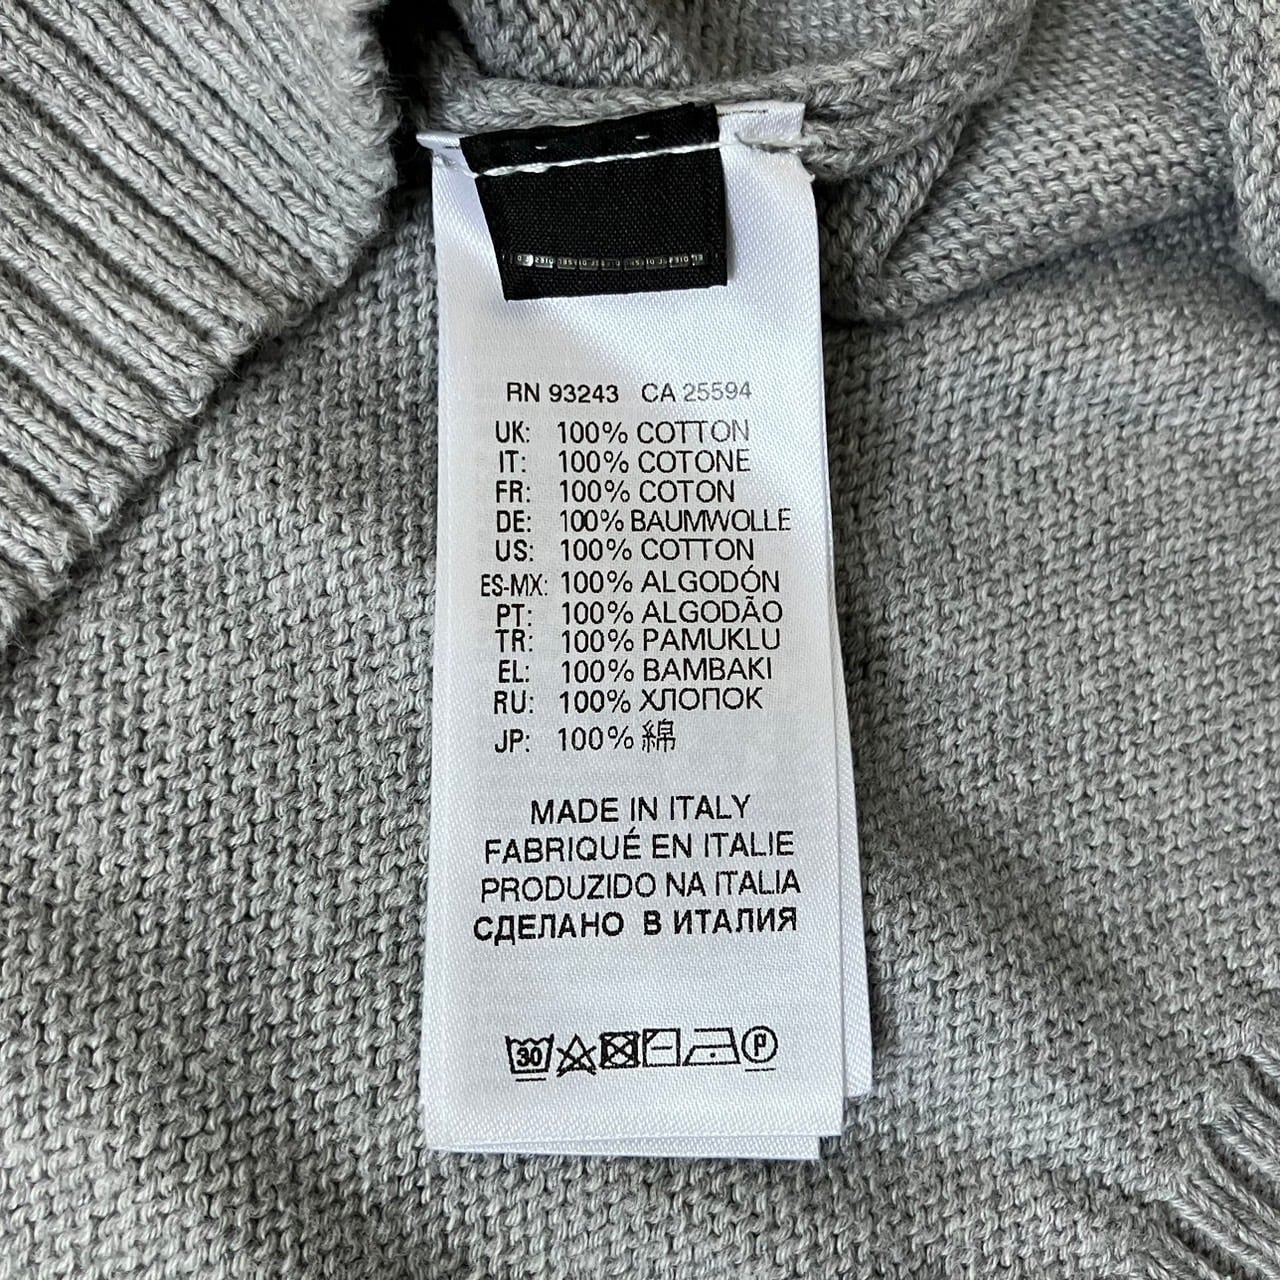 RN 93243 CA 25594
UK: 100% COTTON
IT: 100% COTONE
FR: 100% COTON
DE: 100% BAUMWOLLE
US: 100% COTTON
ES-MX: 100% ALGODÓN
PT: 100% ALGODÃO
TR: 100% PAMUKLU
EL: 100% BAMBAKI
RU: 100% ХЛОПОК
JP: 100% 綿
MADE IN ITALY
FABRIQUÉ EN ITALIE
PRODUZIDO NA ITALIA
СДЕЛАНО В ИТАЛИЯ
30 P